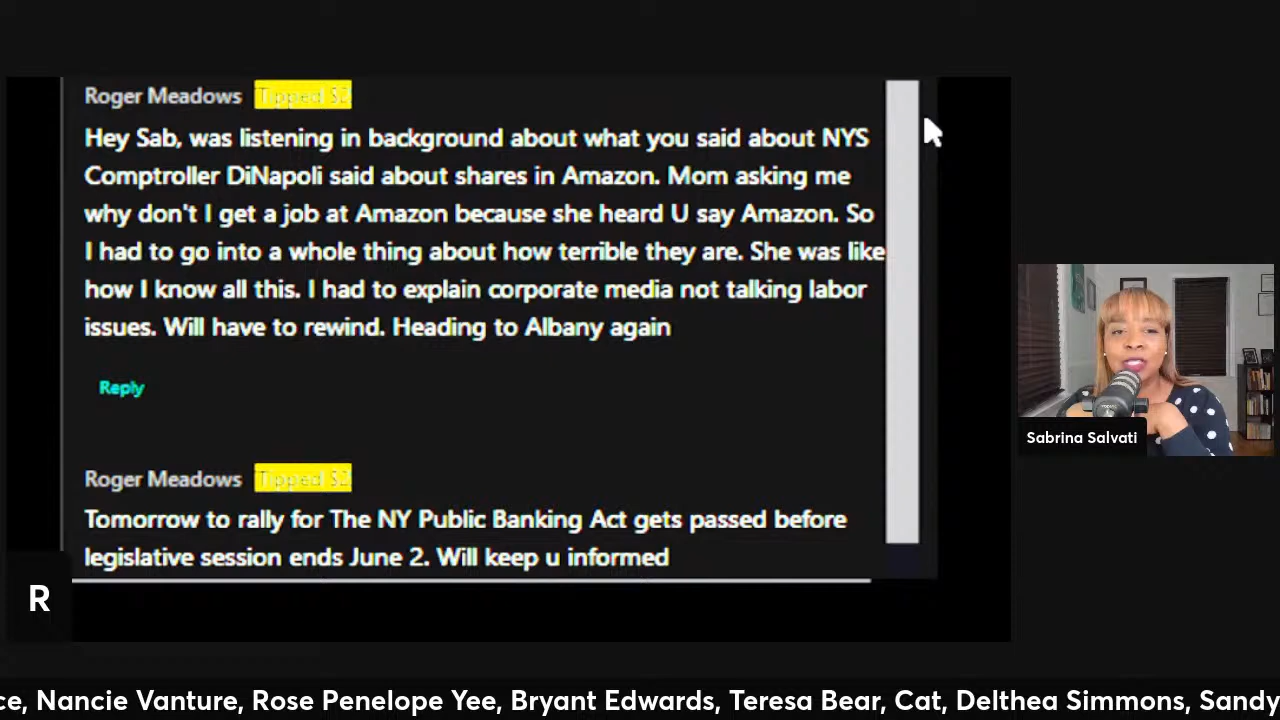 Roger Meadows Tipped $2
Hey Sab, was listening in background about what you said about NYS
Comptroller DiNapoli said about shares in Amazon. Mom asking me
why don't I get a job at Amazon because she heard U say Amazon. So
I had to go into a whole thing about how terrible they are. She was like
how I know all this. I had to explain corporate media not talking labor
issues. Will have to rewind. Heading to Albany again
Reply
Roger Meadows Tipped $2
Tomorrow to rally for The NY Public Banking Act gets passed before
legislative session ends June 2. Will keep u informed
Sabrina Salvati
R
ce, Nancie Vanture, Rose Penelope Yee, Bryant Edwards, Teresa Bear, Cat, Delthea Simmons, Sandy